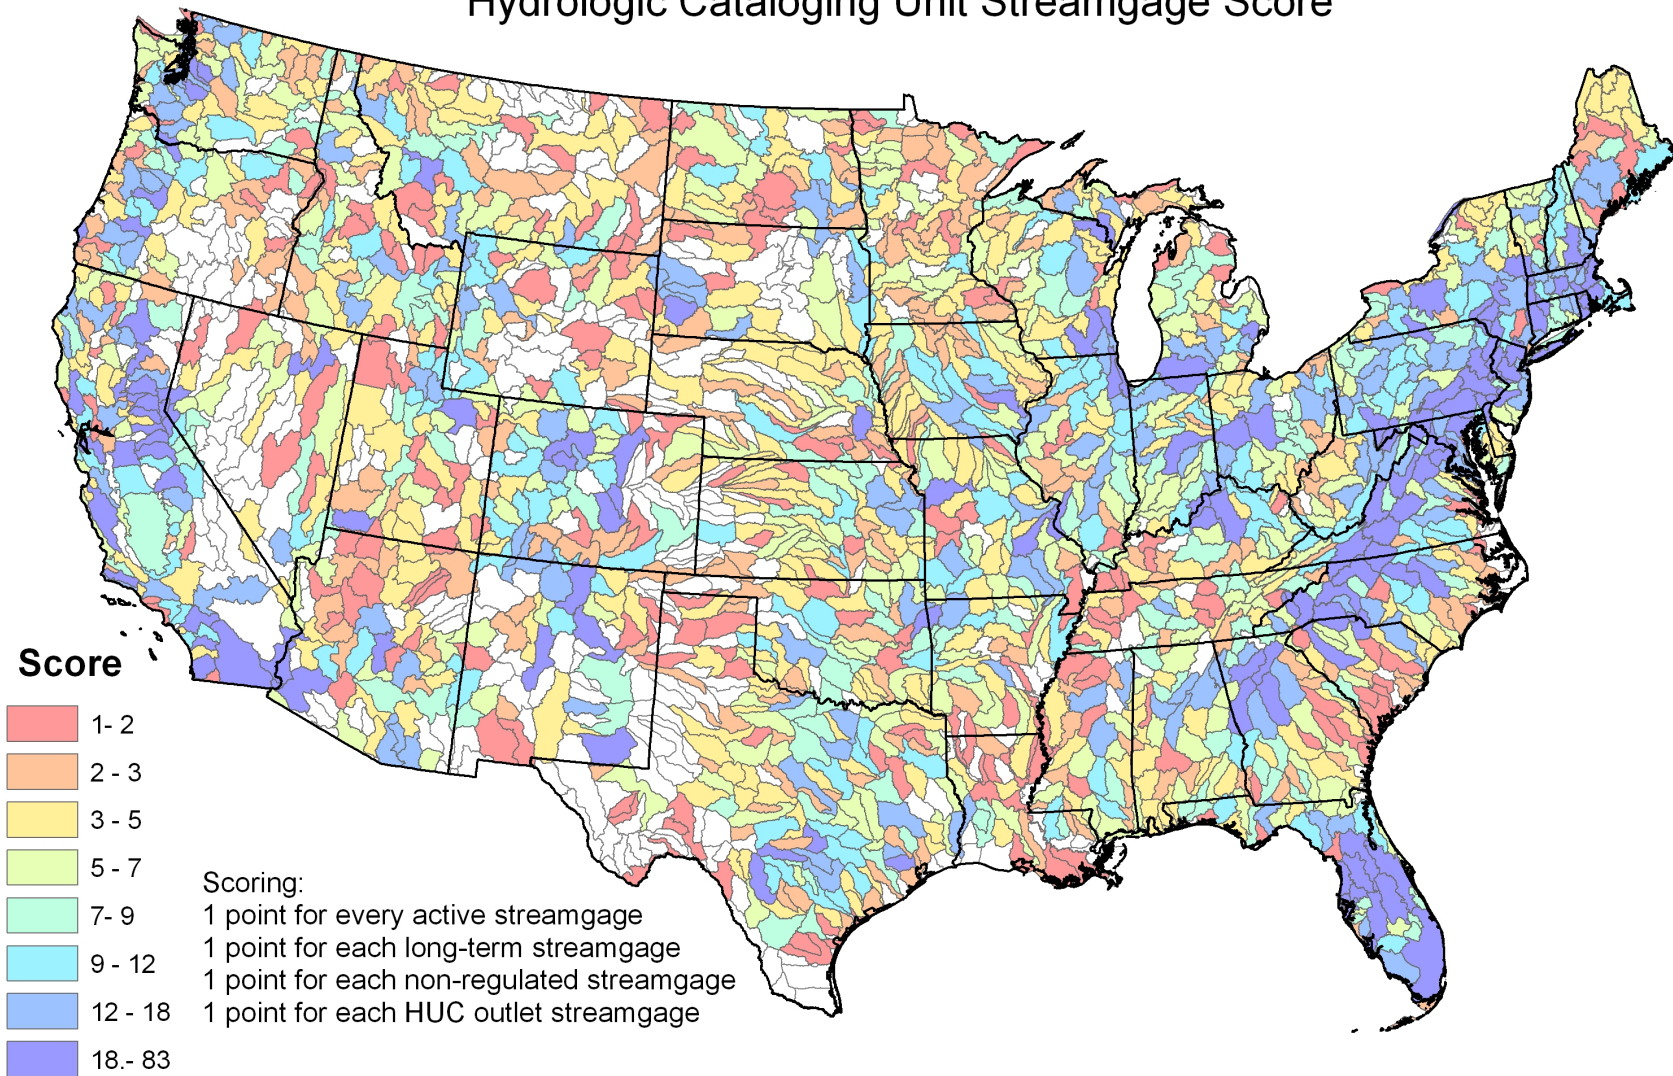 Hydrologic Cataloging Unit Streamgage Score
Score
1- 2
2 - 3
3 - 5
5 - 7
7- 9
9 - 12
12 - 18
18.- 83
Scoring:
1 point for every active streamgage
1 point for each long-term streamgage
1 point for each non-regulated streamgage
1 point for each HUC outlet streamgage